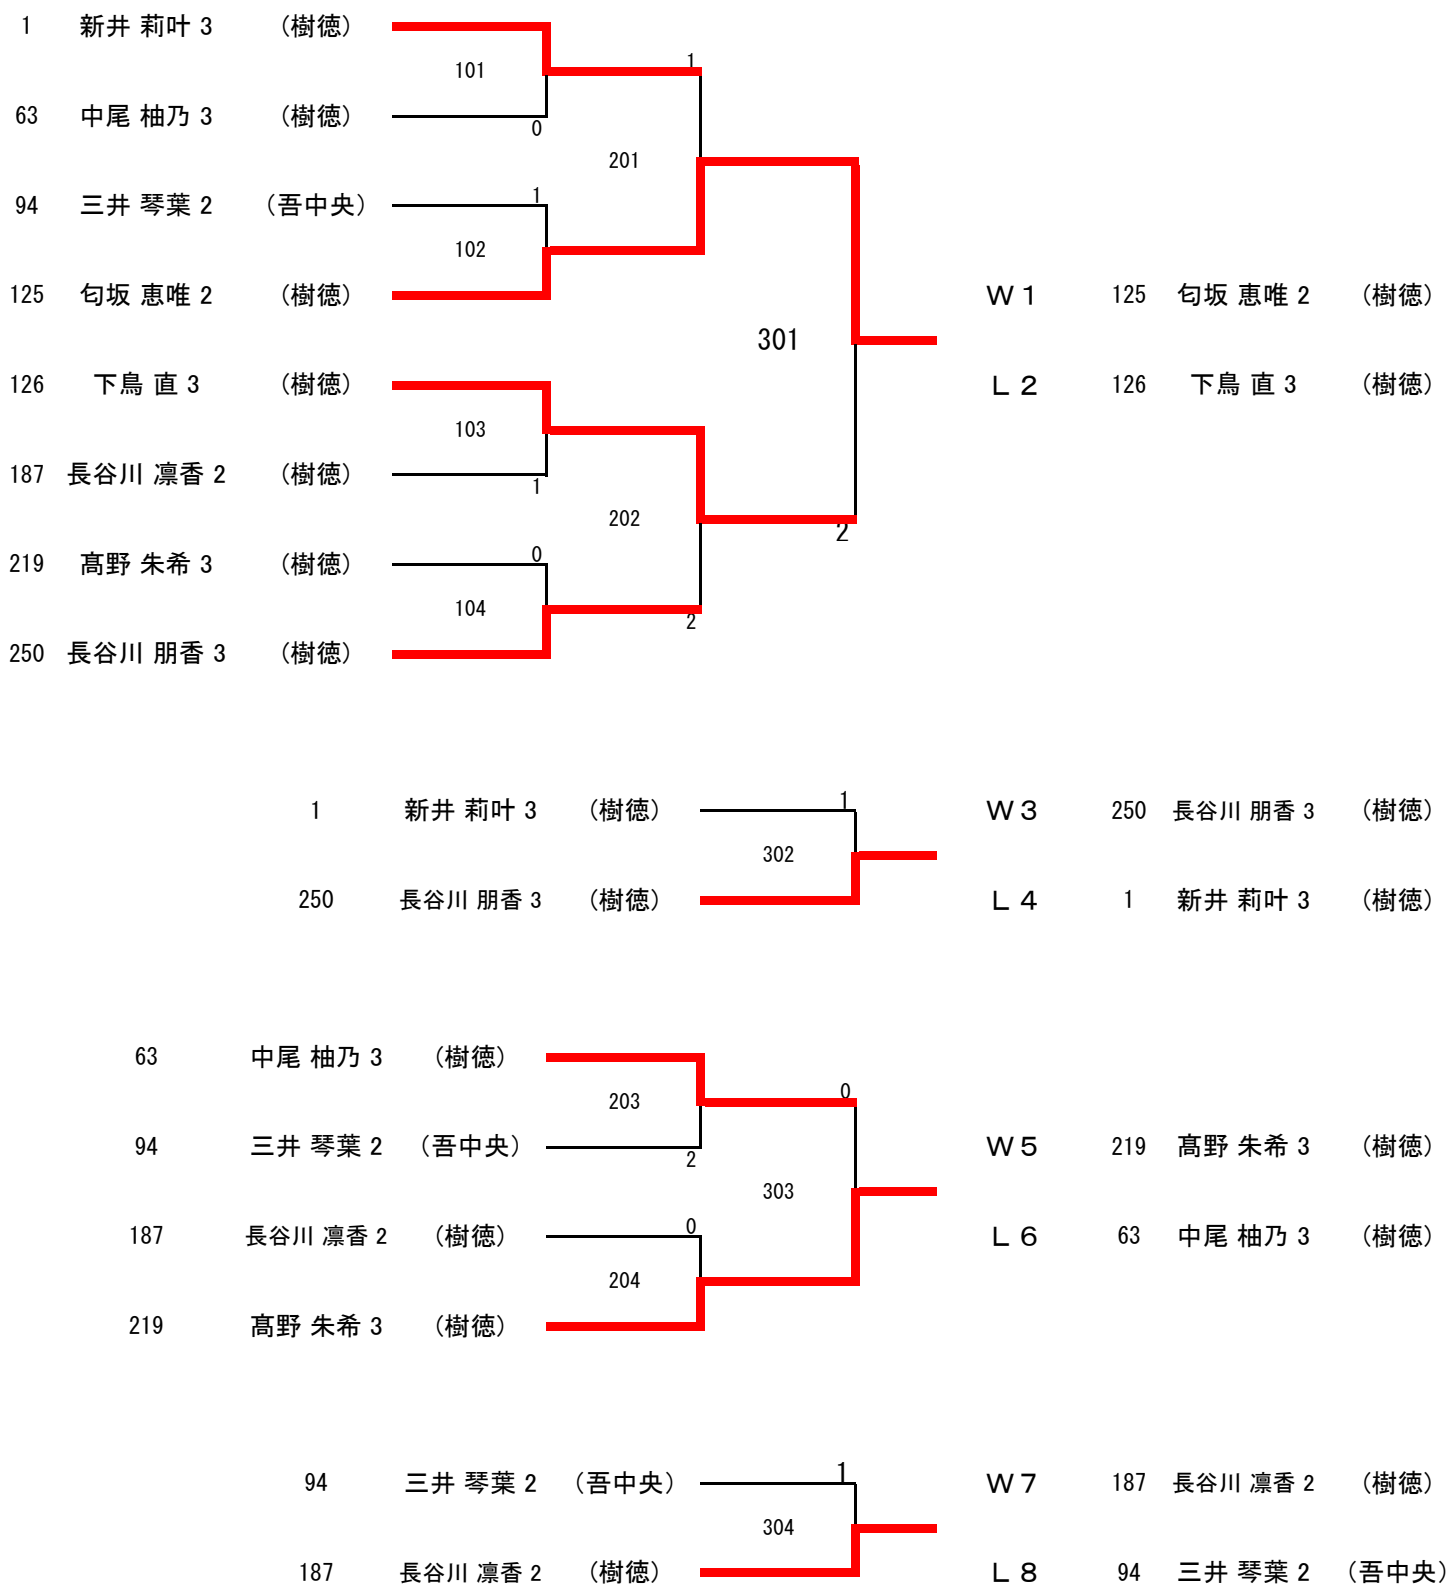 1 新井 莉叶 3 (樹徳)
1
101
63 中尾 柚乃 3 (樹徳)
0
201
94 三井 琴葉 2 (吾中央)
1
102
125 匂坂 恵唯 2 (樹徳)
W 1 125 匂坂 恵唯 2 (樹徳)
301
126 下鳥 直 3 (樹徳)
L 2 126 下鳥 直 3 (樹徳)
103
187 長谷川 凛香 2 (樹徳)
1
202
2
219 髙野 朱希 3 (樹徳)
0
104
2
250 長谷川 朋香 3 (樹徳)
1 新井 莉叶 3 (樹徳)
1
W 3 250 長谷川 朋香 3 (樹徳)
302
250 長谷川 朋香 3 (樹徳)
L 4 1 新井 莉叶 3 (樹徳)
63 中尾 柚乃 3 (樹徳)
0
203
94 三井 琴葉 2 (吾中央)
2
W 5 219 髙野 朱希 3 (樹徳)
303
187 長谷川 凛香 2 (樹徳)
0
L 6 63 中尾 柚乃 3 (樹徳)
204
219 髙野 朱希 3 (樹徳)
94 三井 琴葉 2 (吾中央)
1
W 7 187 長谷川 凛香 2 (樹徳)
304
187 長谷川 凛香 2 (樹徳)
L 8 94 三井 琴葉 2 (吾中央)